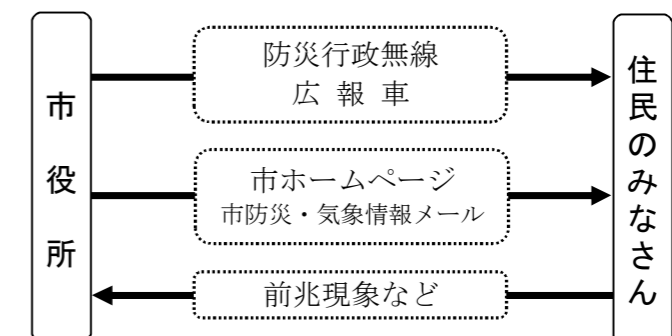 市役所
防災行政無線
広報車
市ホームページ
市防災・気象情報メール
前兆現象など
住民のみなさん